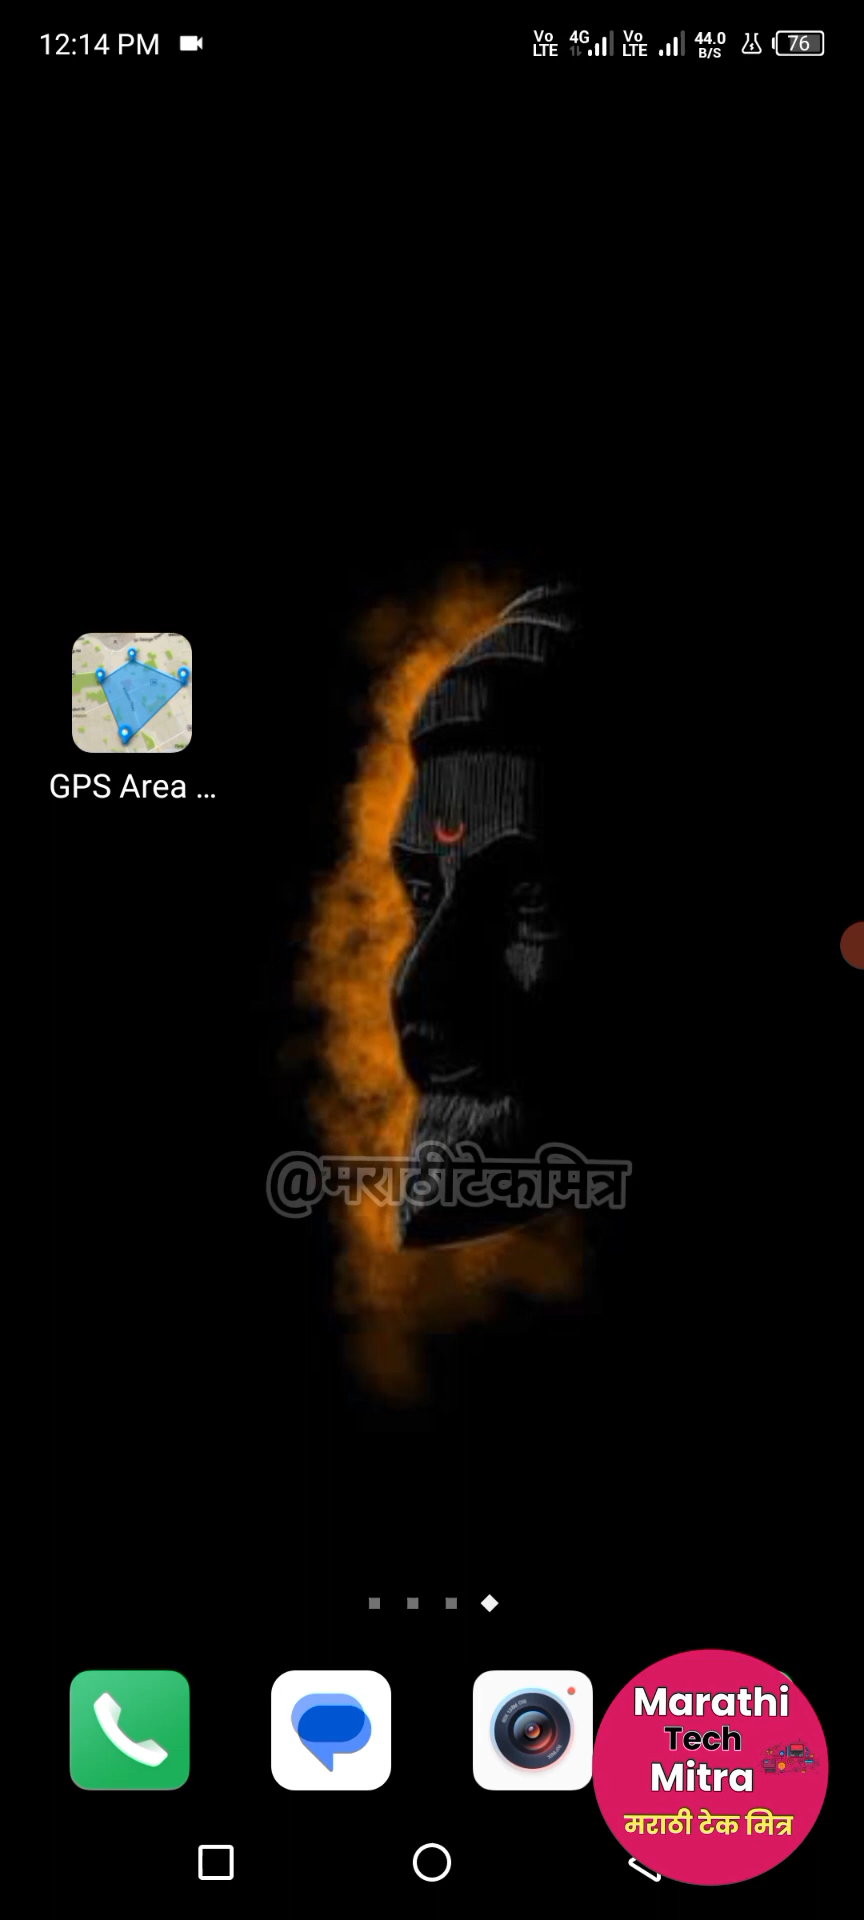 12:14 PM
Vo LTE 4G Vo LTE 44.0 B/S 76
GPS Area ...
@मराठीटेकमित्र
Marathi
Tech
Mitra
मराठी टेक मित्र